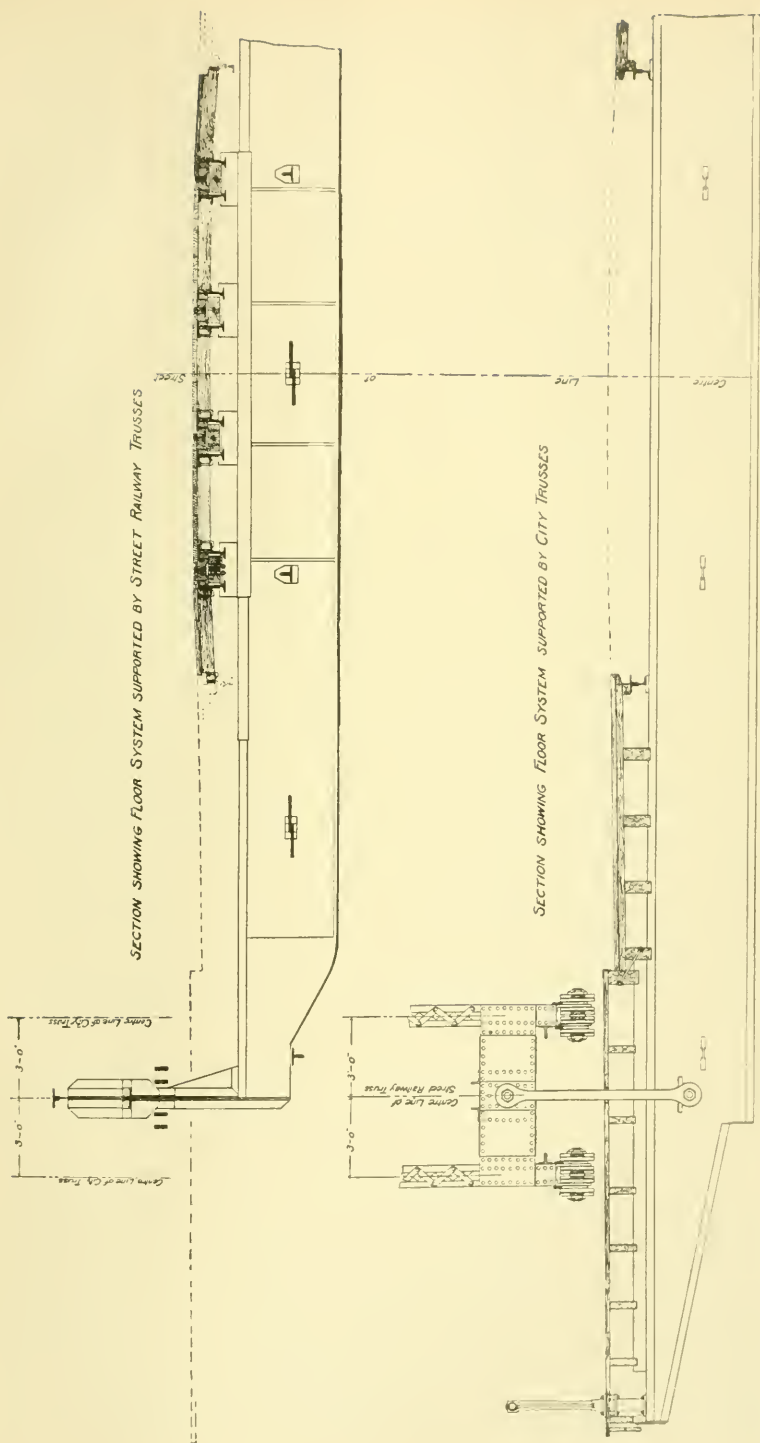 SECTION SHOWING FLOOR SYSTEM SUPPORTED BY STREET RAILWAY TRUSSES
Centre Line of City Truss
3'-0"
3'-0"
Centre Line of City Truss
Centre Line of Street
SECTION SHOWING FLOOR SYSTEM SUPPORTED BY CITY TRUSSES
3'-0"
Centre Line of
Street Railway Truss
3'-0"